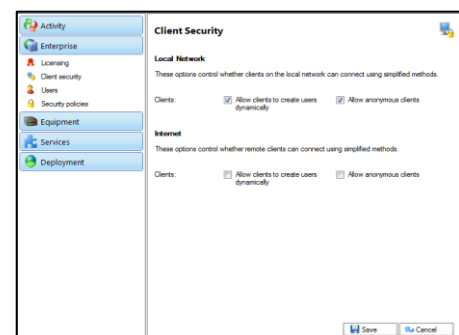 Activity
Enterprise
Licensing
Client security
Users
Security policies
Equipment
Services
Deployment
Client Security
Local Network
These options control whether clients on the local network can connect using simplified methods.
Clients:
Allow clients to create users
dynamically
Allow anonymous clients
Internet
These options control whether remote clients can connect using simplified methods.
Clients:
Allow clients to create users
dynamically
Allow anonymous clients
Save
Cancel